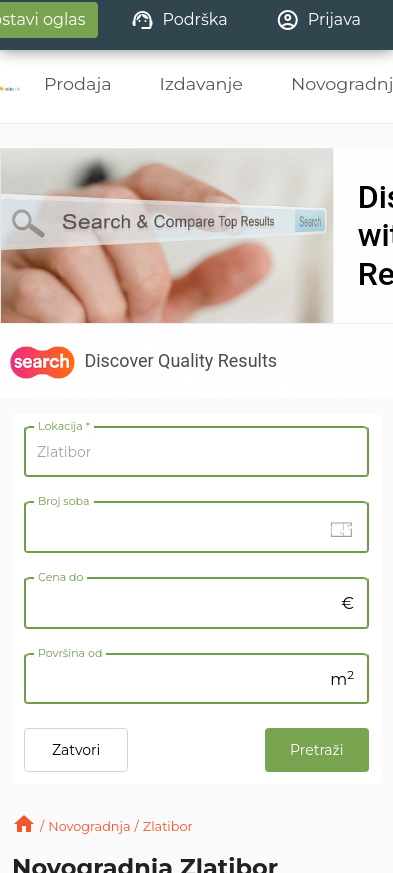 ostavi oglas
Podrška
Prijava
Prodaja
Izdavanje
Novogradnj
Search & Compare Top Results
Search
Dis
wit
Re
search
Discover Quality Results
Lokacija *
Zlatibor
Broj soba
Cena do
€
Površina od
m²
Zatvori
Pretraži
/ Novogradnja / Zlatibor
Novogradnja Zlatibor